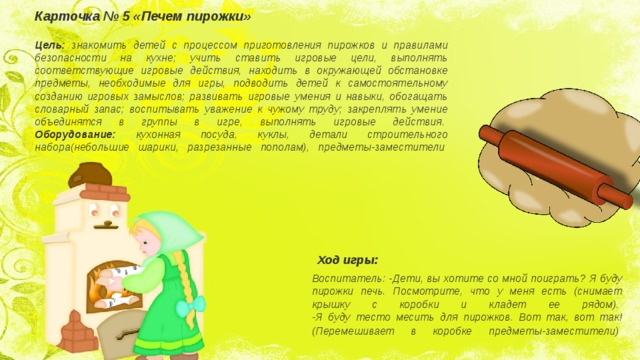 Карточка № 5 «Печем пирожки»
Цель: знакомить детей с процессом приготовления пирожков и правилами
безопасности на кухне; учить ставить игровые цели, выполнять
соответствующие игровые действия, находить в окружающей обстановке
предметы, необходимые для игры, подводить детей к самостоятельному
созданию игровых замыслов; развивать игровые умения и навыки, обогащать
словарный запас; воспитывать уважение к чужому труду; закреплять умение
объединятся в группы в игре, выполнять игровые действия.
Оборудование: кухонная посуда, куклы, детали строительного
набора(небольшие шарики, разрезанные пополам), предметы-заместители
Ход игры:
Воспитатель: -Дети, вы хотите со мной поиграть? Я буду
пирожки печь. Посмотрите, что у меня есть (снимает
крышку с коробки и кладет ее рядом).
-Я буду тесто месить для пирожков. Вот так, вот так!
(Перемешивает в коробке предметы-заместители)